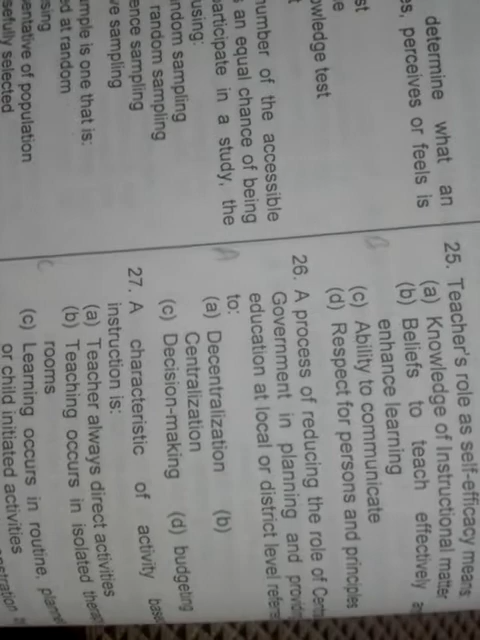 determine what an
es, perceives or feels is
st
owledge test
number of the accessible
an equal chance of being
participate in a study, the
using:
random sampling
ence sampling
ve sampling
mple is one that is:
ed at random
entative of population
sefully selected
25. Teacher's role as self-efficacy means
(a) Knowledge of Instructional matter
(b) Beliefs to teach effectively
enhance learning
(c) Ability to communicate
(d) Respect for persons and principles
B
26. A process of reducing the role of
Government in planning and
education at local or district level
to:
A
(a) Decentralization (b)
Centralization
(c) Decision-making (d) budgeting
27. A characteristic of activity
instruction is:
(a) Teacher always direct activities
(b) Teaching occurs in isolated
rooms
C
(c) Learning occurs in routine,
or child initiated activities